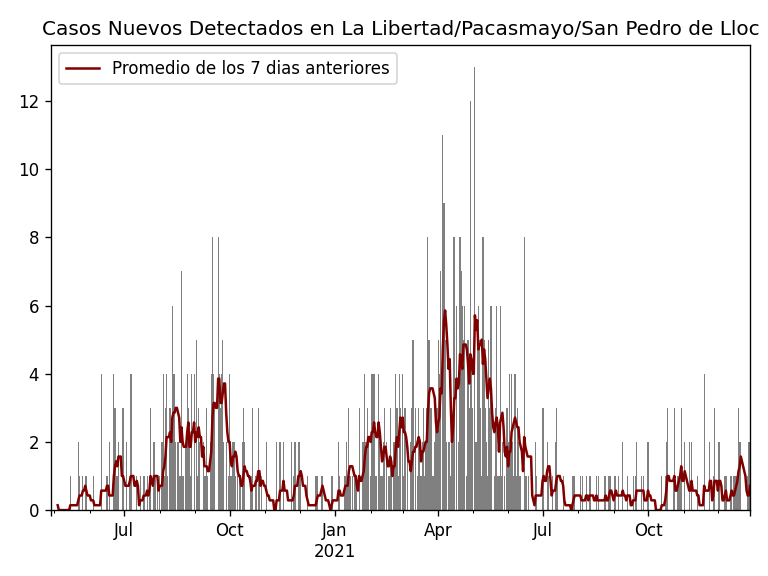 Casos Nuevos Detectados en La Libertad/Pacasmayo/San Pedro de Lloc
Promedio de los 7 dias anteriores
12
10
8
6
4
2
0
Jul Oct Jan Apr Jul Oct
2021